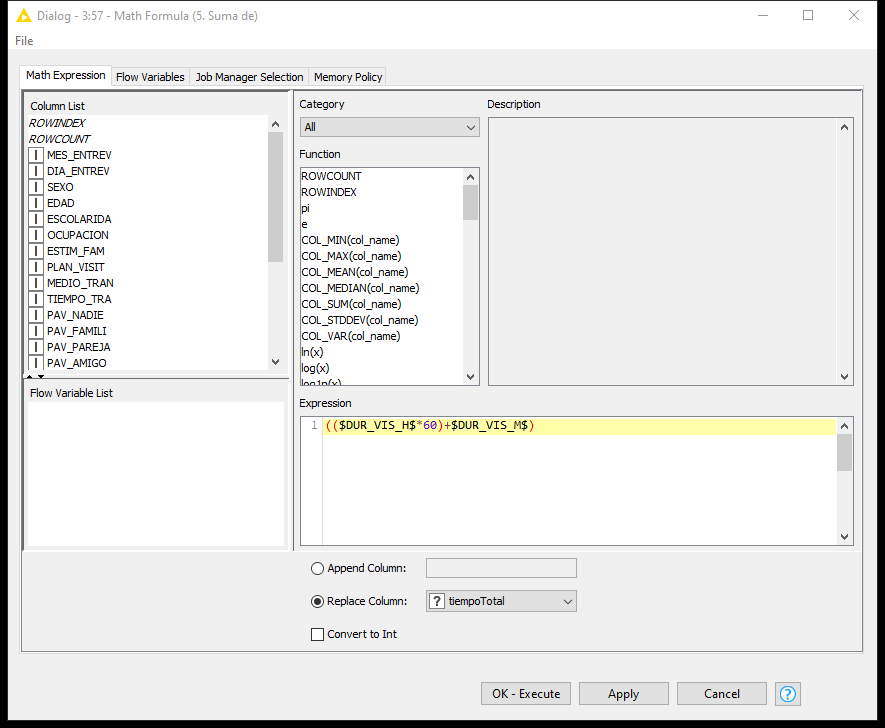 Dialog - 3:57 - Math Formula (5. Suma de)
File
Math Expression Flow Variables Job Manager Selection Memory Policy
Column List
ROWINDEX
ROWCOUNT
I MES_ENTREV
I DIA_ENTREV
I SEXO
I EDAD
I ESCOLARIDA
I OCUPACION
I ESTIM_FAM
I PLAN_VISIT
I MEDIO_TRAN
I TIEMPO_TRA
I PAV_NADIE
I PAV_FAMILI
I PAV_PAREJA
I PAV_AMIGO
Flow Variable List
Category
All
Function
ROWCOUNT
ROWINDEX
pi
e
COL_MIN(col_name)
COL_MAX(col_name)
COL_MEAN(col_name)
COL_MEDIAN(col_name)
COL_SUM(col_name)
COL_STDDEV(col_name)
COL_VAR(col_name)
ln(x)
log(x)
log1p(x)
Description
Expression
1 (($DUR_VIS_H$*60)+$DUR_VIS_M$)
Append Column:
Replace Column: ? tiempoTotal
Convert to Int
OK - Execute Apply Cancel ?